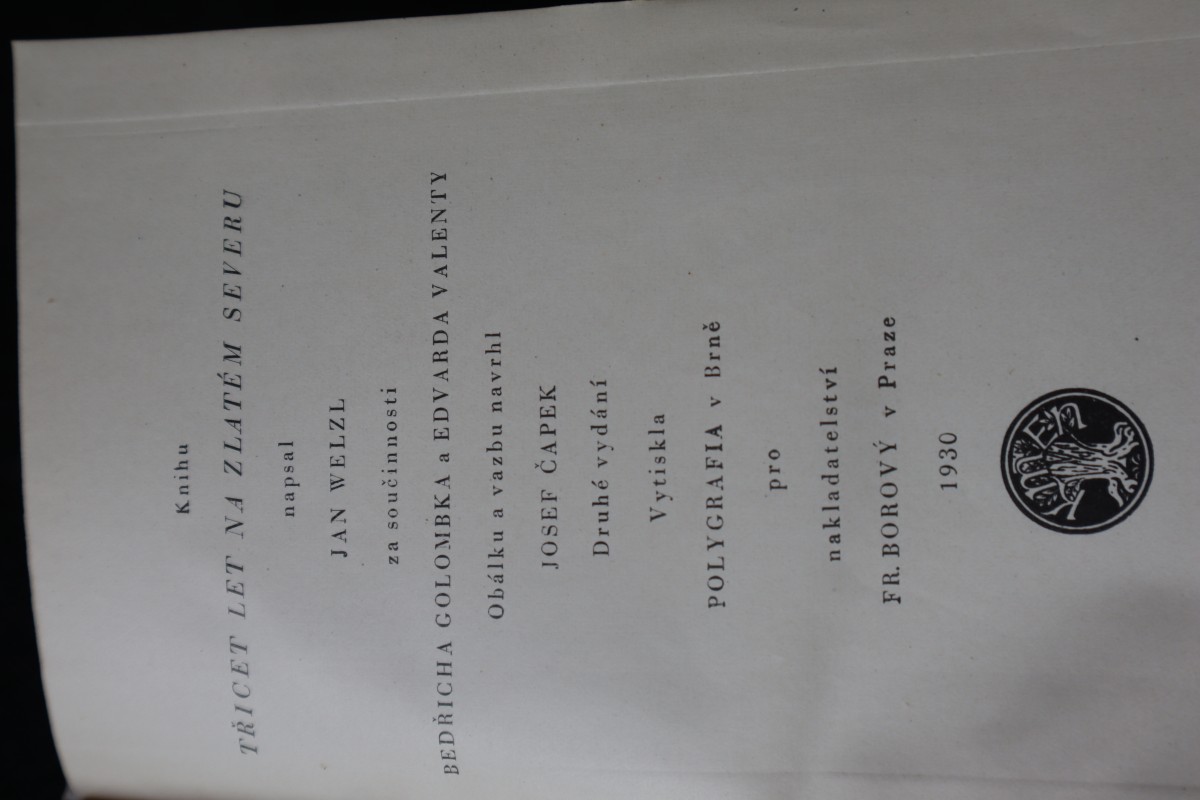 Knihu
TŘICET LET NA ZLATÉM SEVERU
napsal
JAN WELZL
za součinnosti
BEDŘICHA GOLOMBKA a EDVARDA VALENTY
Obálku a vazbu navrhl
JOSEF ČAPEK
Druhé vydání
Vytiskla
POLYGRAFIA v Brně
pro
nakladatelství
FR. BOROVÝ v Praze
1930